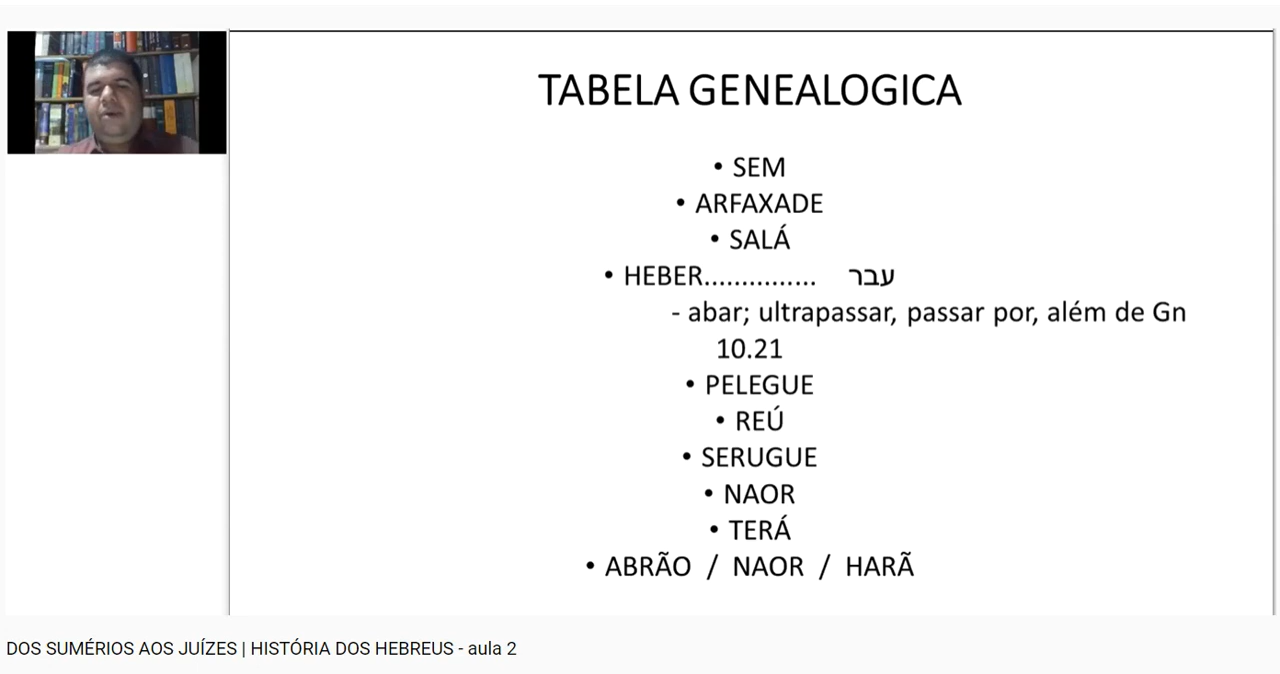 TABELA GENEALOGICA
• SEM
• ARFAXADE
• SALÁ
• HEBER............... עבר
- abar; ultrapassar, passar por, além de Gn
10.21
• PELEGUE
• REÚ
• SERUGUE
• NAOR
• TERÁ
• ABRÃO / NAOR / HARÃ
DOS SUMÉRIOS AOS JUÍZES | HISTÓRIA DOS HEBREUS - aula 2